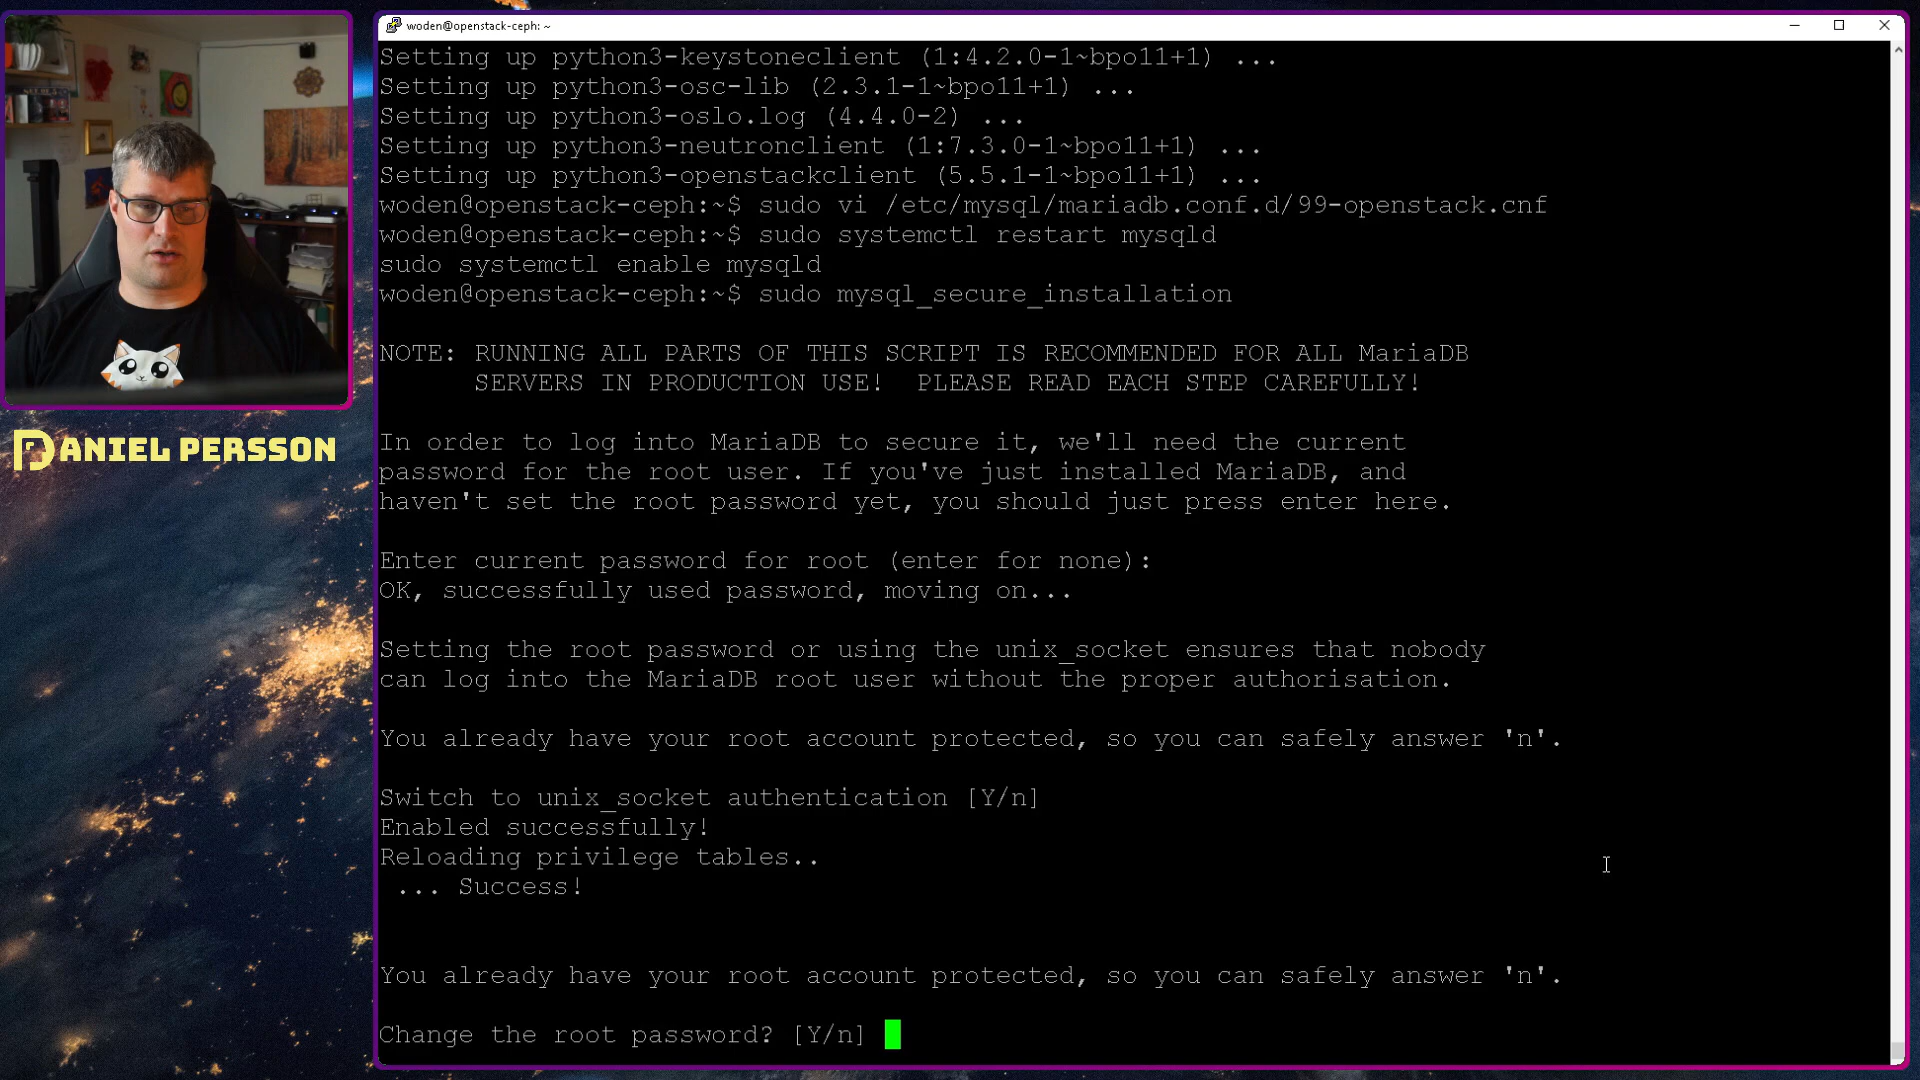 woden@openstack-ceph: ~
Setting up python3-keystoneclient (1:4.2.0-1~bpo11+1) ...
Setting up python3-osc-lib (2.3.1-1~bpo11+1) ...
Setting up python3-oslo.log (4.4.0-2) ...
Setting up python3-neutronclient (1:7.3.0-1~bpo11+1) ...
Setting up python3-openstackclient (5.5.1-1~bpo11+1) ...
woden@openstack-ceph:~$ sudo vi /etc/mysql/mariadb.conf.d/99-openstack.cnf
woden@openstack-ceph:~$ sudo systemctl restart mysqld
sudo systemctl enable mysqld
woden@openstack-ceph:~$ sudo mysql_secure_installation
NOTE: RUNNING ALL PARTS OF THIS SCRIPT IS RECOMMENDED FOR ALL MariaDB
SERVERS IN PRODUCTION USE!  PLEASE READ EACH STEP CAREFULLY!
In order to log into MariaDB to secure it, we'll need the current
password for the root user. If you've just installed MariaDB, and
haven't set the root password yet, you should just press enter here.
Enter current password for root (enter for none):
OK, successfully used password, moving on...
Setting the root password or using the unix_socket ensures that nobody
can log into the MariaDB root user without the proper authorisation.
You already have your root account protected, so you can safely answer 'n'.
Switch to unix_socket authentication [Y/n]
Enabled successfully!
Reloading privilege tables..
... Success!
You already have your root account protected, so you can safely answer 'n'.
Change the root password? [Y/n]
DANIEL PERSSON